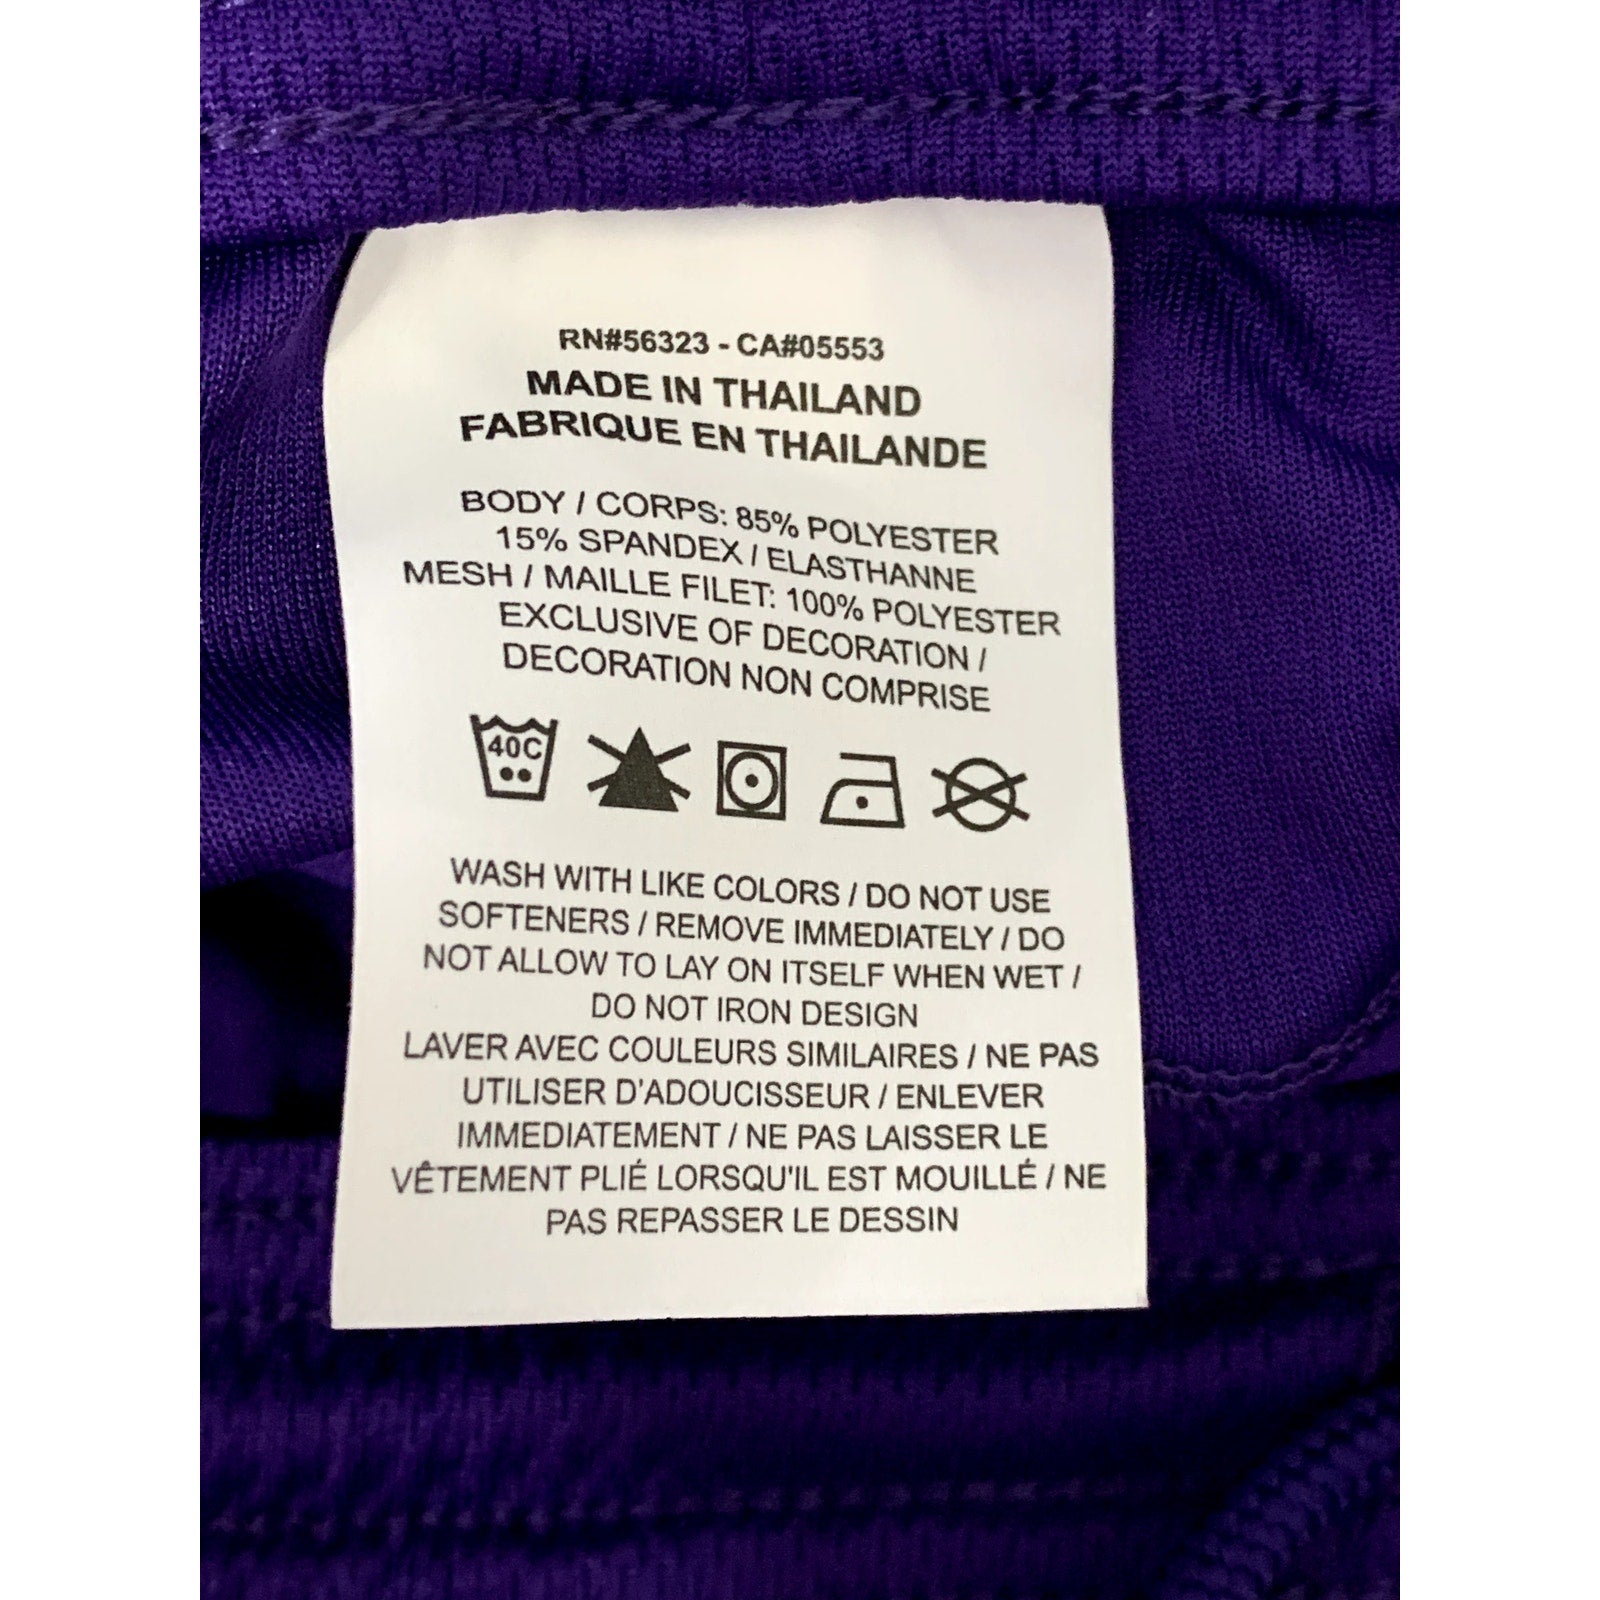 RN#56323 - CA#05553
MADE IN THAILAND
FABRIQUE EN THAILANDE
BODY / CORPS: 85% POLYESTER
15% SPANDEX / ELASTHANNE
MESH / MAILLE FILET: 100% POLYESTER
EXCLUSIVE OF DECORATION /
DECORATION NON COMPRISE
40C
WASH WITH LIKE COLORS / DO NOT USE
SOFTENERS / REMOVE IMMEDIATELY / DO
NOT ALLOW TO LAY ON ITSELF WHEN WET /
DO NOT IRON DESIGN
LAVER AVEC COULEURS SIMILAIRES / NE PAS
UTILISER D'ADOUCISSEUR / ENLEVER
IMMEDIATEMENT / NE PAS LAISSER LE
VÊTEMENT PLIÉ LORSQU'IL EST MOUILLÉ / NE
PAS REPASSER LE DESSIN